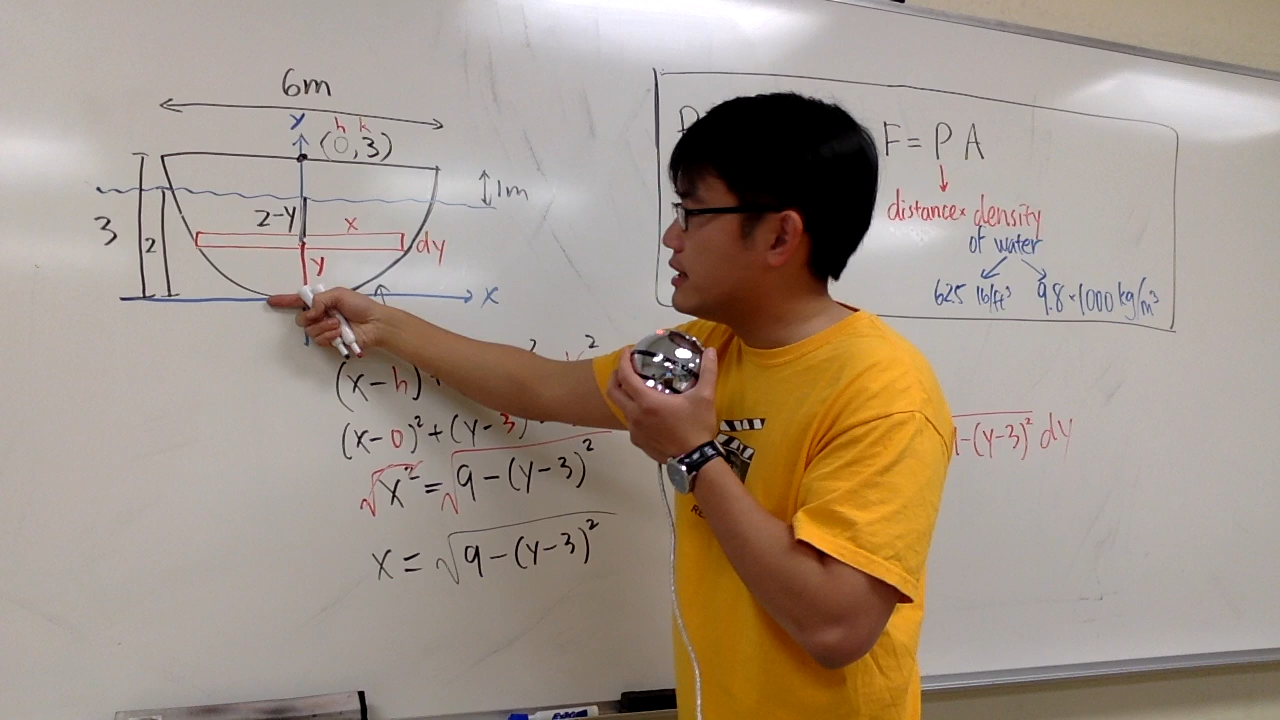 6m
y h k
(0,3)
1m
3
2
2-y
x
dy
y
x
F = P A
distance × density
of water
62.5 lb/ft³ 9.8 × 1000 kg/m³
(x-h)
(x-0)² + (y-3)
√x² = √9-(y-3)²
x = √9-(y-3)²
-(y-3)² dy